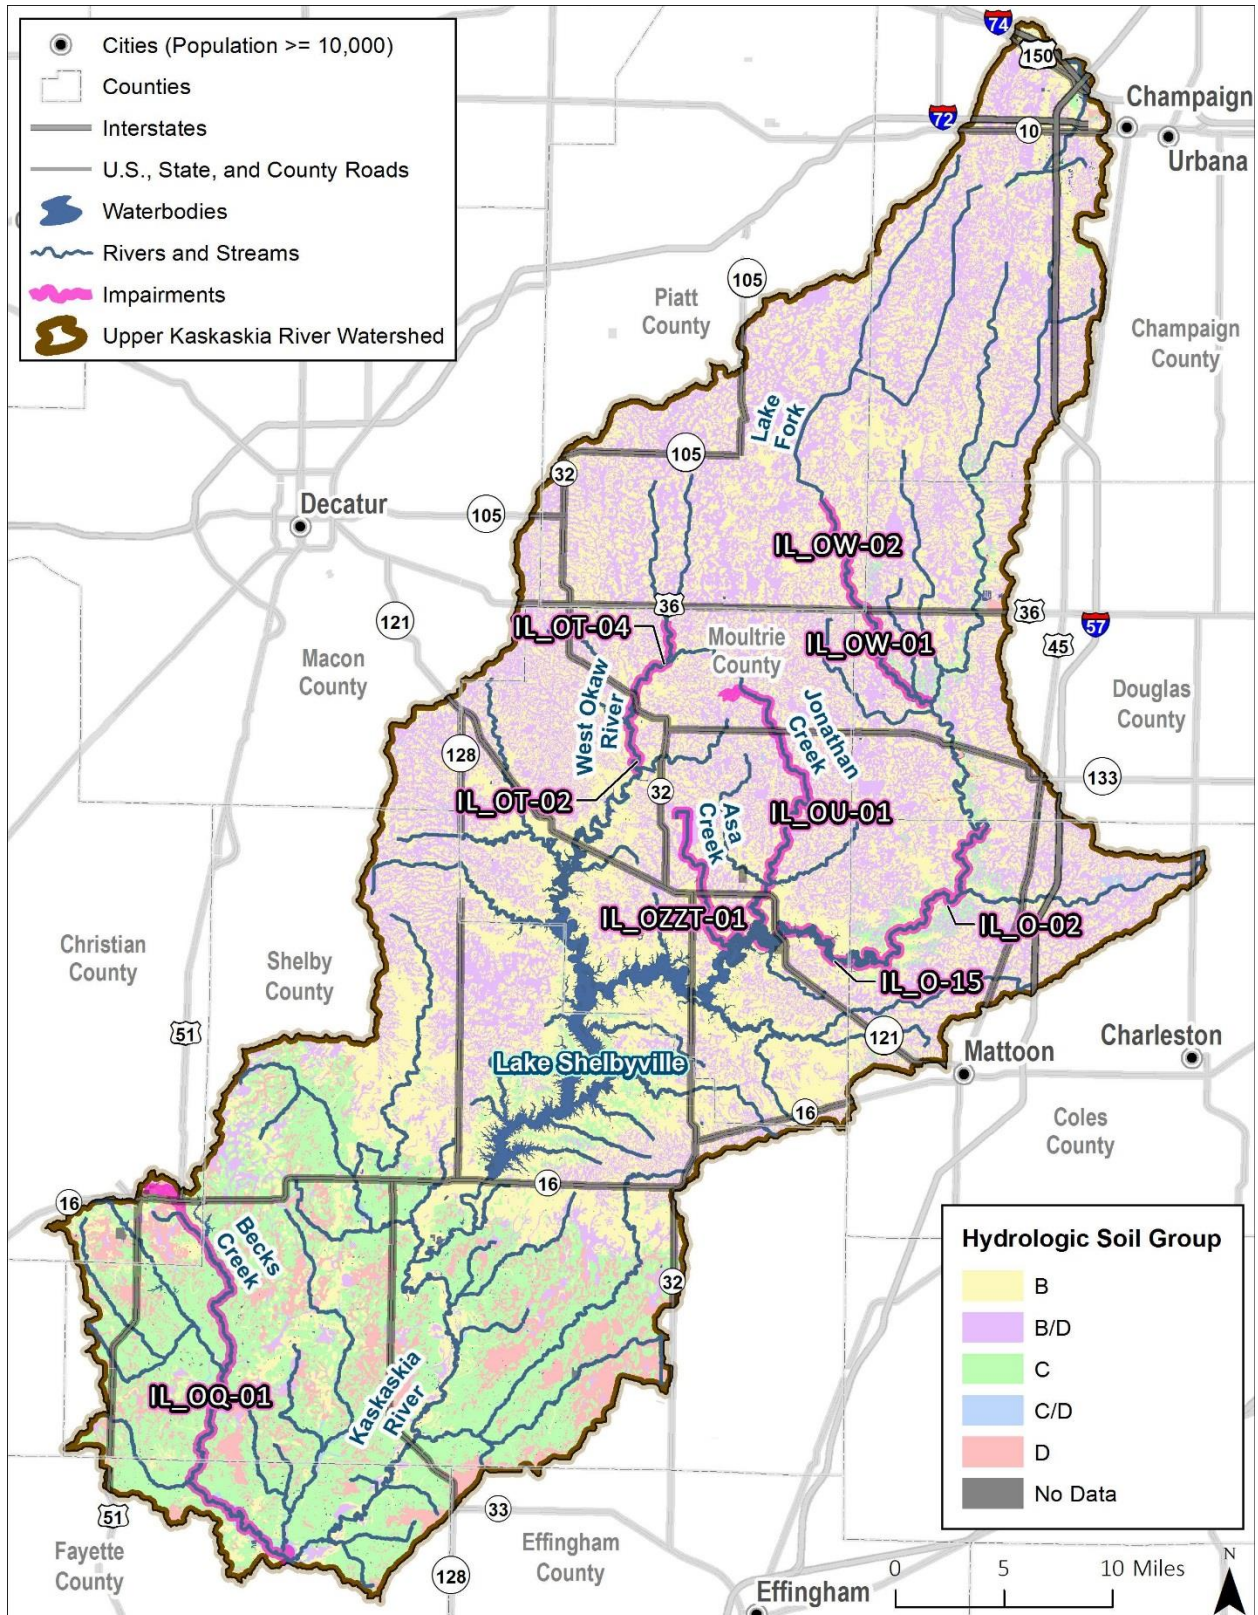 Cities (Population >= 10,000)
Counties
Interstates
U.S., State, and County Roads
Waterbodies
Rivers and Streams
Impairments
Upper Kaskaskia River Watershed
74
150
72
10
Champaign
Urbana
105
Piatt
County
Champaign
County
Lake
Fork
105
32
Decatur
105
IL_OW-02
36
36
121
IL_OT-04
Moultrie
County
IL_OW-01
45
57
Macon
County
West Okaw
River
Jonathan
Creek
Douglas
County
128
133
IL_OT-02
32
Asa
Creek
IL_OU-01
IL_OZZT-01
IL_O-02
Christian
County
Shelby
County
IL_O-15
51
121
Charleston
Mattoon
Lake Shelbyville
16
Coles
County
16
16
Becks
Creek
32
Hydrologic Soil Group
B
B/D
C
C/D
D
No Data
IL_OQ-01
Kaskaskia
River
51
33
Fayette
County
Effingham
County
128
Effingham
0 5 10 Miles
N